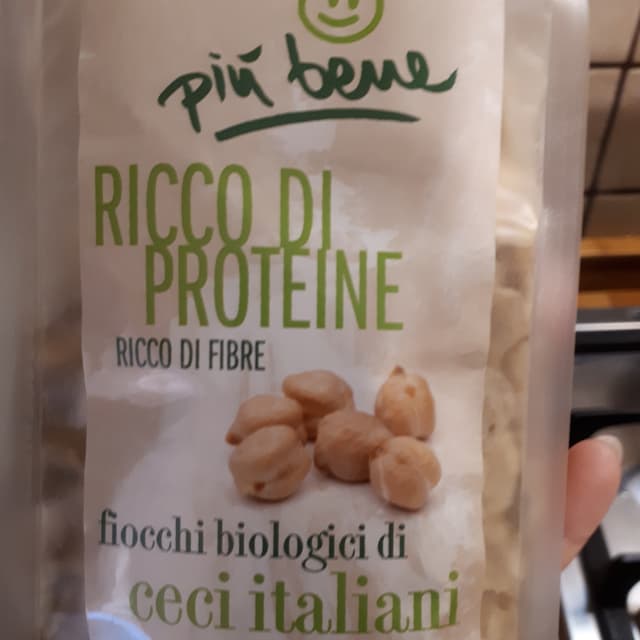 più bene
RICCO DI
PROTEINE
RICCO DI FIBRE
fiocchi biologici di
ceci italiani